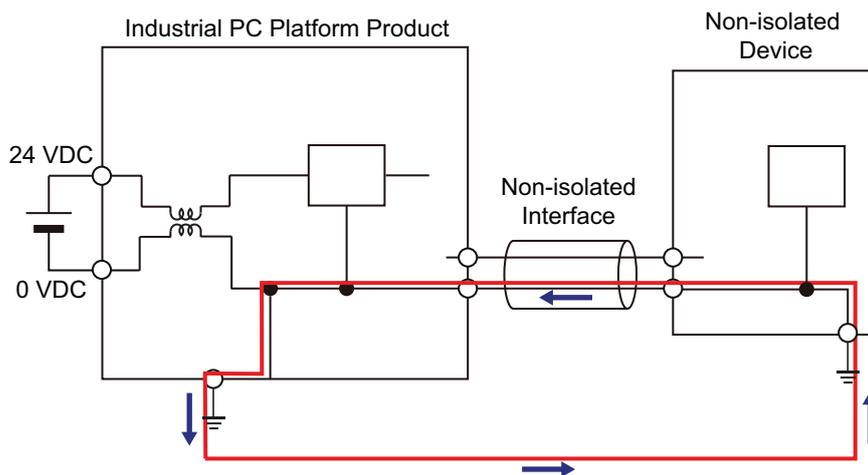 Industrial PC Platform Product
Non-isolated
Device
24 VDC
Non-isolated
Interface
0 VDC